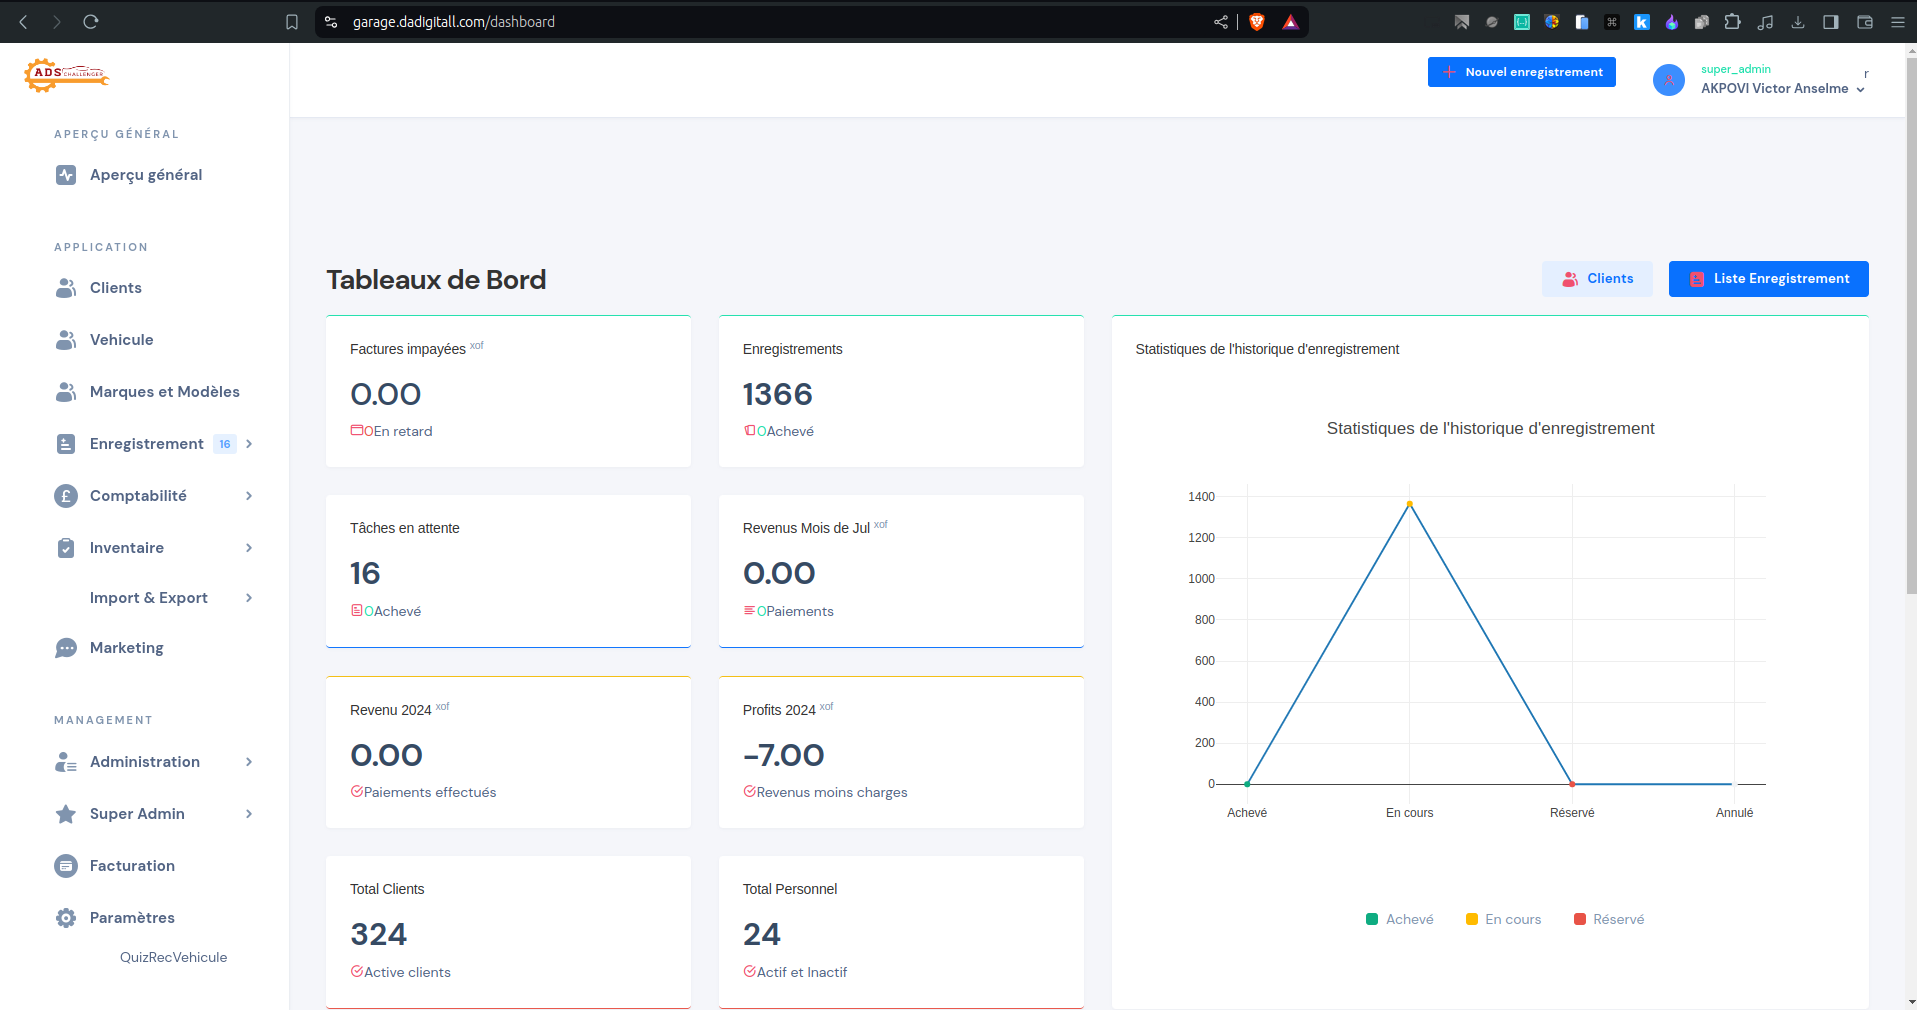 garage.dadigitall.com/dashboard
ADS CHALLENGER
Nouvel enregistrement
super_admin
r
AKPOVI Victor Anselme
APERÇU GÉNÉRAL
Aperçu général
APPLICATION
Clients
Vehicule
Marques et Modèles
Enregistrement 16
Comptabilité
Inventaire
Import & Export
Marketing
MANAGEMENT
Administration
Super Admin
Facturation
Paramètres
QuizRecVehicule
Tableaux de Bord
Clients
Liste Enregistrement
Factures impayées xof
0.00
0En retard
Enregistrements
1366
0Achevé
Tâches en attente
16
0Achevé
Revenus Mois de Jul xof
0.00
0Paiements
Revenu 2024 xof
0.00
Paiements effectués
Profits 2024 xof
-7.00
Revenus moins charges
Total Clients
324
Active clients
Total Personnel
24
Actif et Inactif
Statistiques de l'historique d'enregistrement
Statistiques de l'historique d'enregistrement
1400
1200
1000
800
600
400
200
0
Achevé En cours Réservé Annulé
Achevé En cours Réservé